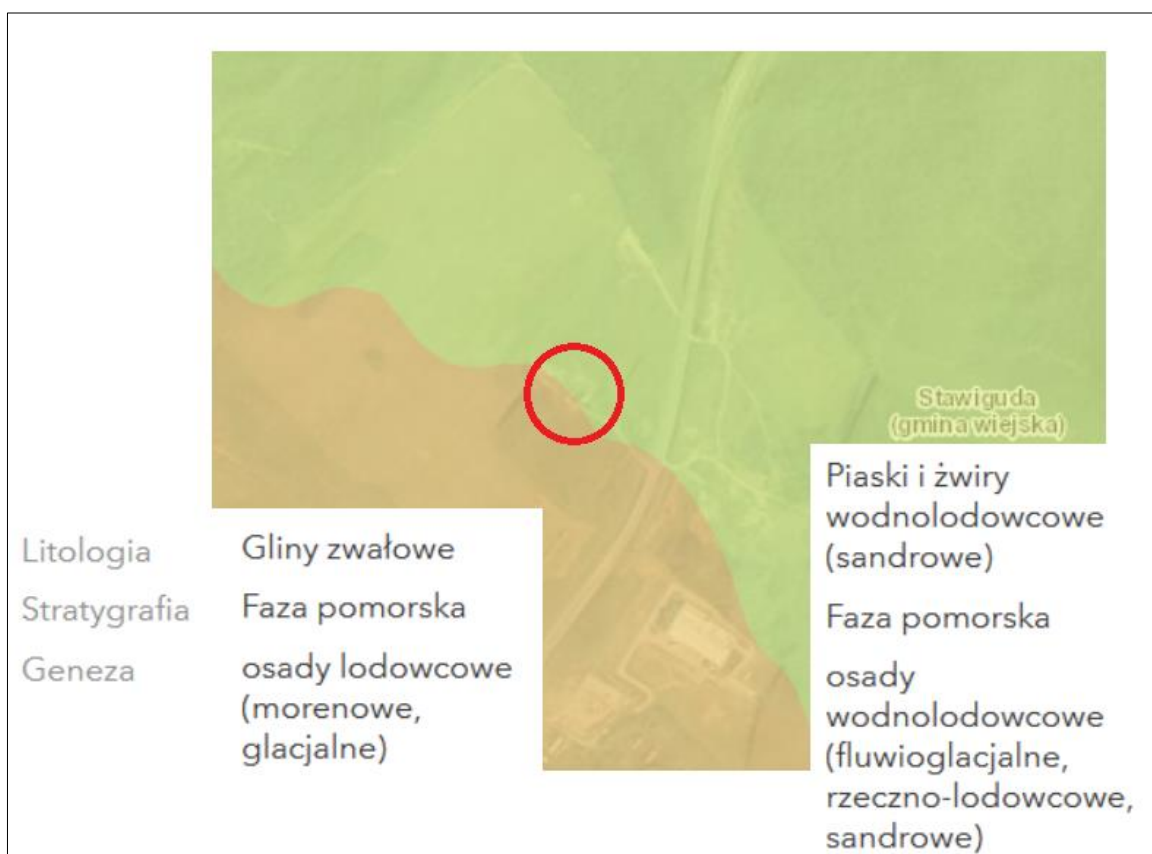 Stawiguda
(gmina wiejska)
Litologia
Gliny zwałowe
Stratygrafia
Faza pomorska
Geneza
osady lodowcowe
(morenowe,
glacjalne)
Piaski i żwiry
wodnolodowcowe
(sandrowe)
Faza pomorska
osady
wodnolodowcowe
(fluwioglacjalne,
rzeczno-lodowcowe,
sandrowe)